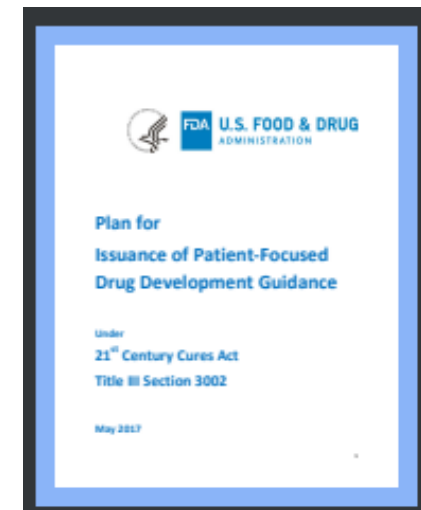 FDA U.S. FOOD & DRUG
ADMINISTRATION
Plan for
Issuance of Patient-Focused
Drug Development Guidance
Under
21st Century Cures Act
Title III Section 3002
May 2017